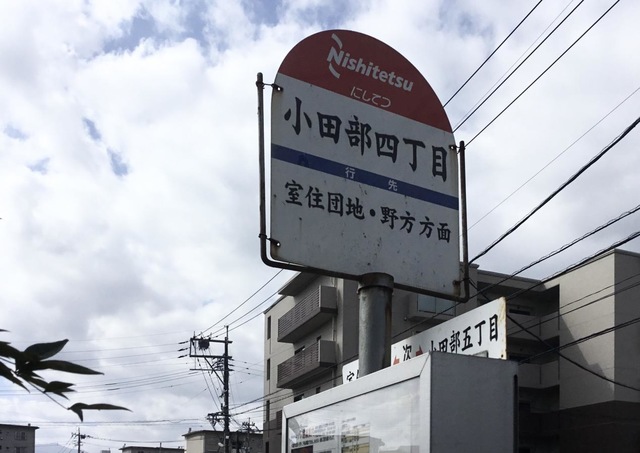 Nishitetsu
にしてつ
小田部四丁目
行先
室住団地・野方方面
次
小田部五丁目